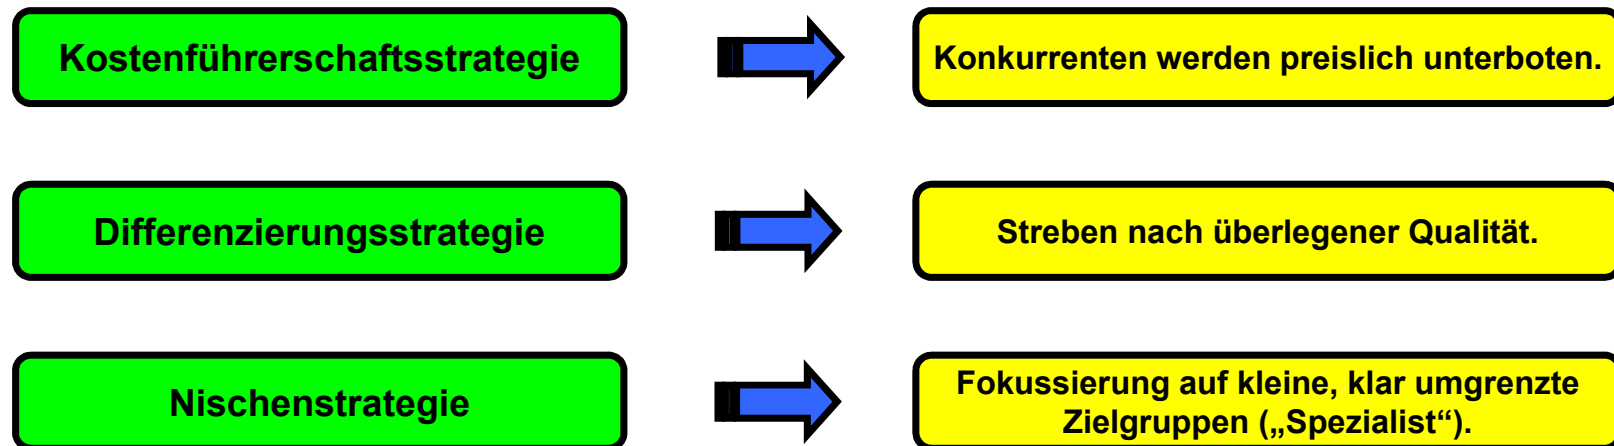 Kostenführerschaftsstrategie
Konkurrenten werden preislich unterboten.
Differenzierungsstrategie
Streben nach überlegener Qualität.
Nischenstrategie
Fokussierung auf kleine, klar umgrenzte
Zielgruppen („Spezialist“).